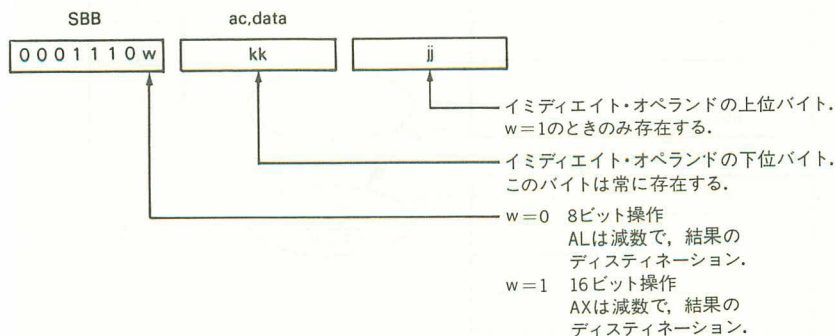 SBB ac,data
0001110w kk jj
イミディエイト・オペランドの上位バイト.
w=1のときのみ存在する.
イミディエイト・オペランドの下位バイト.
このバイトは常に存在する.
w=0 8ビット操作
ALは減数で, 結果の
ディスティネーション.
w=1 16ビット操作
AXは減数で, 結果の
ディスティネーション.